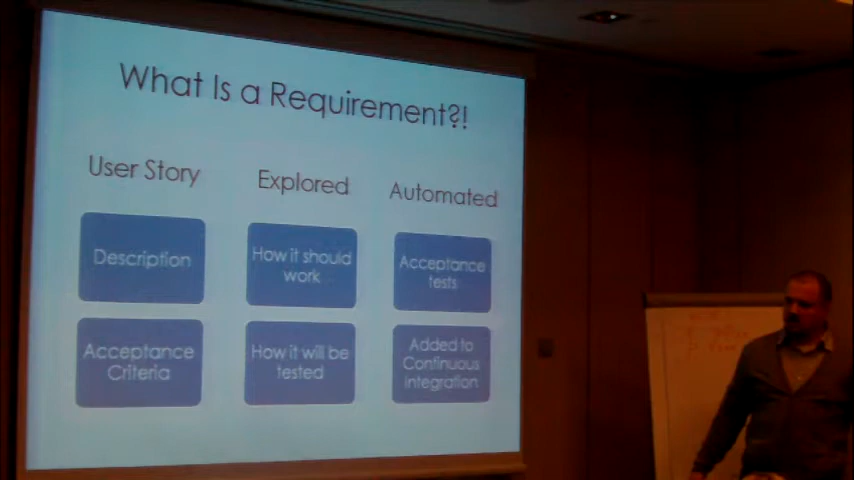 What Is a Requirement?!
User Story
Description
Acceptance
Criteria
Explored
How it should
work
How it will be
tested
Automated
Acceptance
tests
Added to
Continuous
Integration